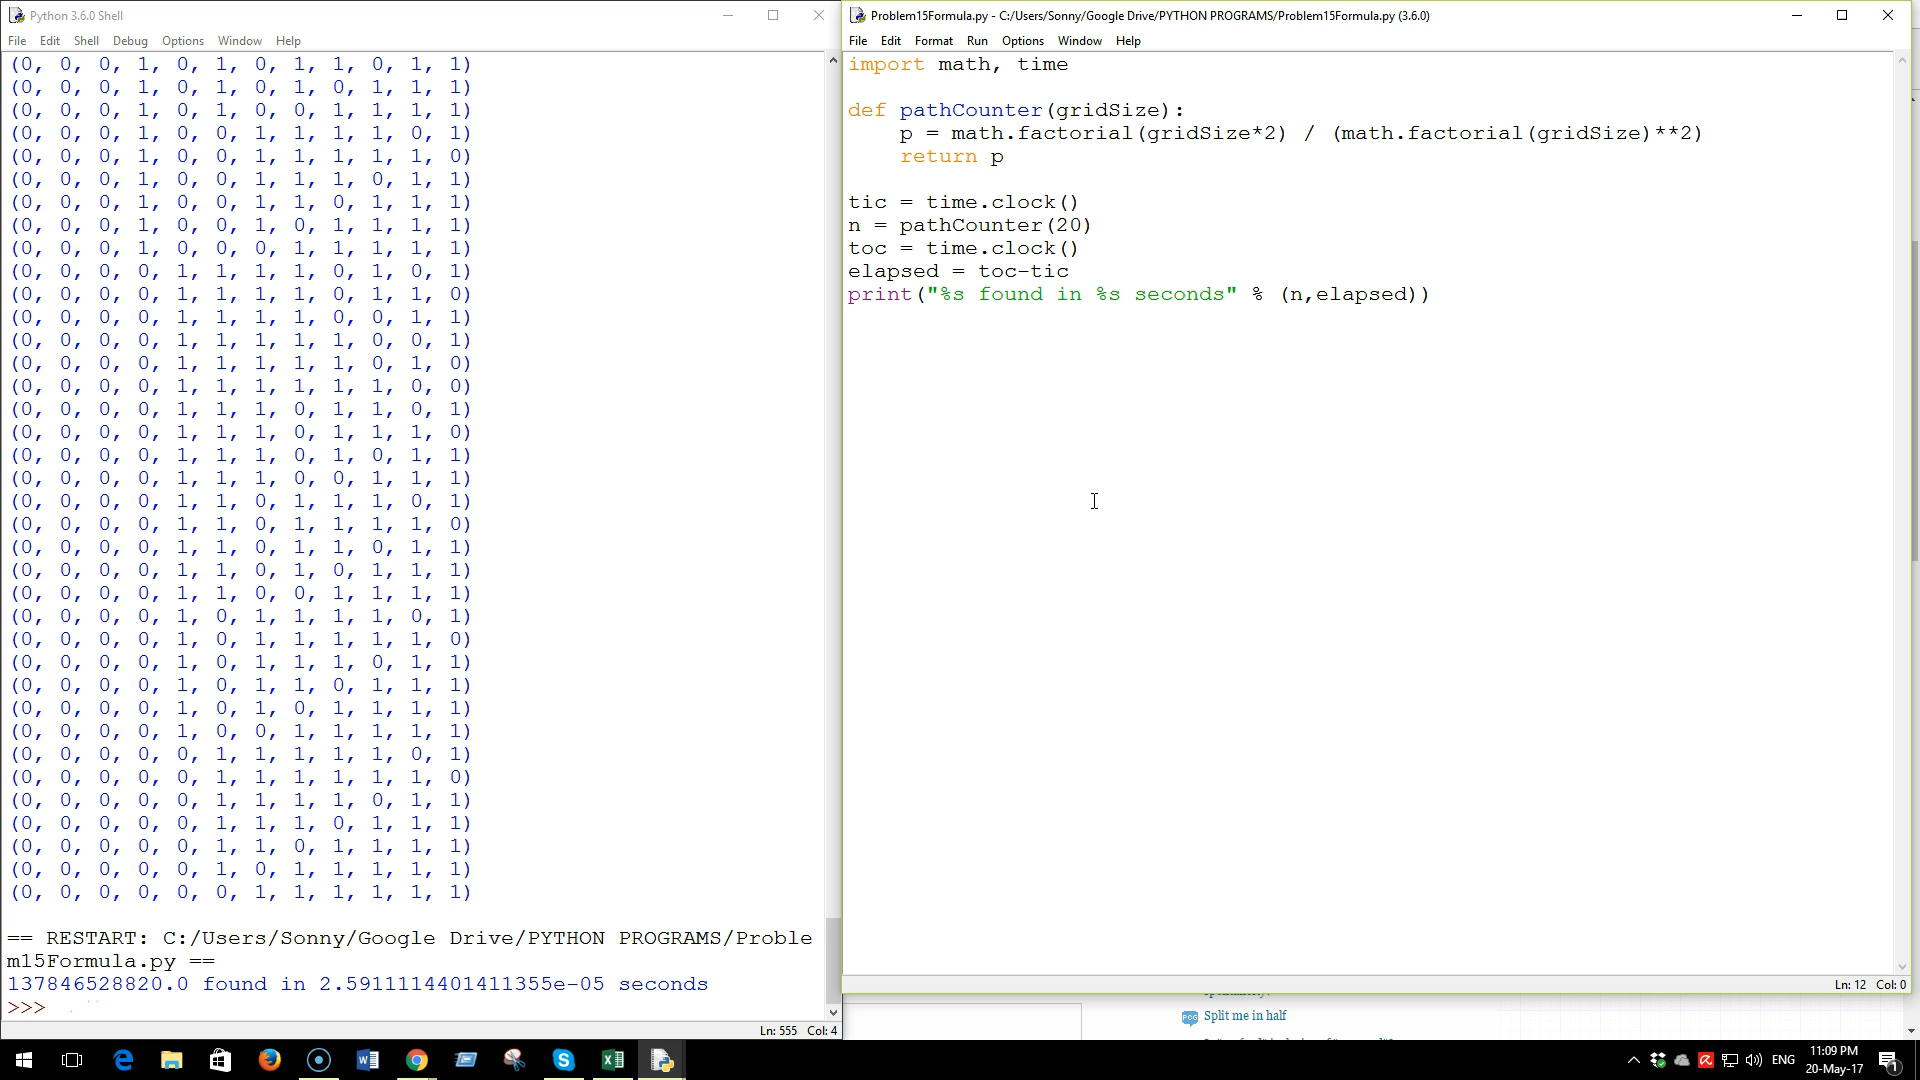 Python 3.6.0 Shell
File Edit Shell Debug Options Window Help
(0, 0, 0, 1, 0, 1, 0, 1, 1, 0, 1, 1)
(0, 0, 0, 1, 0, 1, 0, 1, 0, 1, 1, 1)
(0, 0, 0, 1, 0, 1, 0, 0, 1, 1, 1, 1)
(0, 0, 0, 1, 0, 0, 1, 1, 1, 1, 0, 1)
(0, 0, 0, 1, 0, 0, 1, 1, 1, 1, 1, 0)
(0, 0, 0, 1, 0, 0, 1, 1, 1, 0, 1, 1)
(0, 0, 0, 1, 0, 0, 1, 1, 0, 1, 1, 1)
(0, 0, 0, 1, 0, 0, 1, 0, 1, 1, 1, 1)
(0, 0, 0, 1, 0, 0, 0, 1, 1, 1, 1, 1)
(0, 0, 0, 0, 1, 1, 1, 1, 0, 1, 0, 1)
(0, 0, 0, 0, 1, 1, 1, 1, 0, 1, 1, 0)
(0, 0, 0, 0, 1, 1, 1, 1, 0, 0, 1, 1)
(0, 0, 0, 0, 1, 1, 1, 1, 1, 0, 0, 1)
(0, 0, 0, 0, 1, 1, 1, 1, 1, 0, 1, 0)
(0, 0, 0, 0, 1, 1, 1, 1, 1, 1, 0, 0)
(0, 0, 0, 0, 1, 1, 1, 0, 1, 1, 0, 1)
(0, 0, 0, 0, 1, 1, 1, 0, 1, 1, 1, 0)
(0, 0, 0, 0, 1, 1, 1, 0, 1, 0, 1, 1)
(0, 0, 0, 0, 1, 1, 1, 0, 0, 1, 1, 1)
(0, 0, 0, 0, 1, 1, 0, 1, 1, 1, 0, 1)
(0, 0, 0, 0, 1, 1, 0, 1, 1, 1, 1, 0)
(0, 0, 0, 0, 1, 1, 0, 1, 1, 0, 1, 1)
(0, 0, 0, 0, 1, 1, 0, 1, 0, 1, 1, 1)
(0, 0, 0, 0, 1, 1, 0, 0, 1, 1, 1, 1)
(0, 0, 0, 0, 1, 0, 1, 1, 1, 1, 0, 1)
(0, 0, 0, 0, 1, 0, 1, 1, 1, 1, 1, 0)
(0, 0, 0, 0, 1, 0, 1, 1, 1, 0, 1, 1)
(0, 0, 0, 0, 1, 0, 1, 1, 0, 1, 1, 1)
(0, 0, 0, 0, 1, 0, 1, 0, 1, 1, 1, 1)
(0, 0, 0, 0, 1, 0, 0, 1, 1, 1, 1, 1)
(0, 0, 0, 0, 0, 1, 1, 1, 1, 1, 0, 1)
(0, 0, 0, 0, 0, 1, 1, 1, 1, 1, 1, 0)
(0, 0, 0, 0, 0, 1, 1, 1, 1, 0, 1, 1)
(0, 0, 0, 0, 0, 1, 1, 1, 0, 1, 1, 1)
(0, 0, 0, 0, 0, 1, 1, 0, 1, 1, 1, 1)
(0, 0, 0, 0, 0, 1, 0, 1, 1, 1, 1, 1)
(0, 0, 0, 0, 0, 0, 1, 1, 1, 1, 1, 1)
== RESTART: C:/Users/Sonny/Google Drive/PYTHON PROGRAMS/Proble
m15Formula.py ==
137846528820.0 found in 2.5911114401411355e-05 seconds
>>>
Ln: 555 Col: 4
Problem15Formula.py - C:/Users/Sonny/Google Drive/PYTHON PROGRAMS/Problem15Formula.py (3.6.0)
File Edit Format Run Options Window Help
import math, time
def pathCounter(gridSize):
    p = math.factorial(gridSize*2) / (math.factorial(gridSize)**2)
    return p
tic = time.clock()
n = pathCounter(20)
toc = time.clock()
elapsed = toc-tic
print("%s found in %s seconds" % (n,elapsed))
Ln: 12 Col: 0
PCG Split me in half
ENG
11:09 PM
20-May-17
1